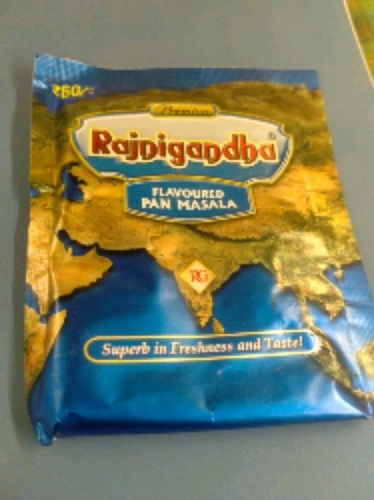 ₹60/-
Premium
Rajnigandha®
FLAVOURED
PAN MASALA
RG
Superb in Freshness and Taste!